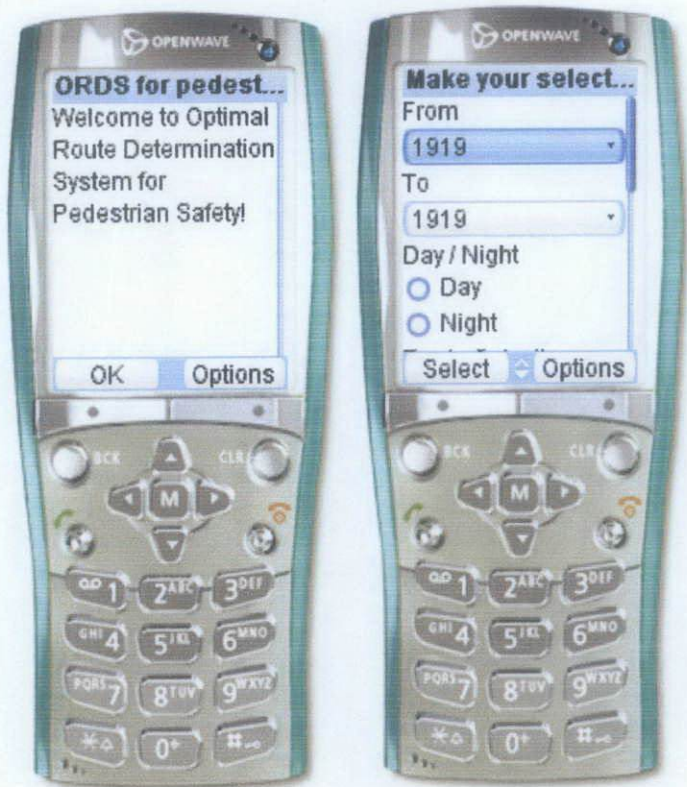 OPENWAVE
ORDS for pedest...
Welcome to Optimal
Route Determination
System for
Pedestrian Safety!
OK Options
BCK CLR
M
1 2ABC 3DEF
GHI4 5JKL 6MNO
PQRS7 8TUV 9WXYZ
0+ #
OPENWAVE
Make your select...
From
1919
To
1919
Day / Night
Day
Night
Select Options
BCK CLR
M
1 2ABC 3DEF
GHI4 5JKL 6MNO
PQRS7 8TUV 9WXYZ
0+ #